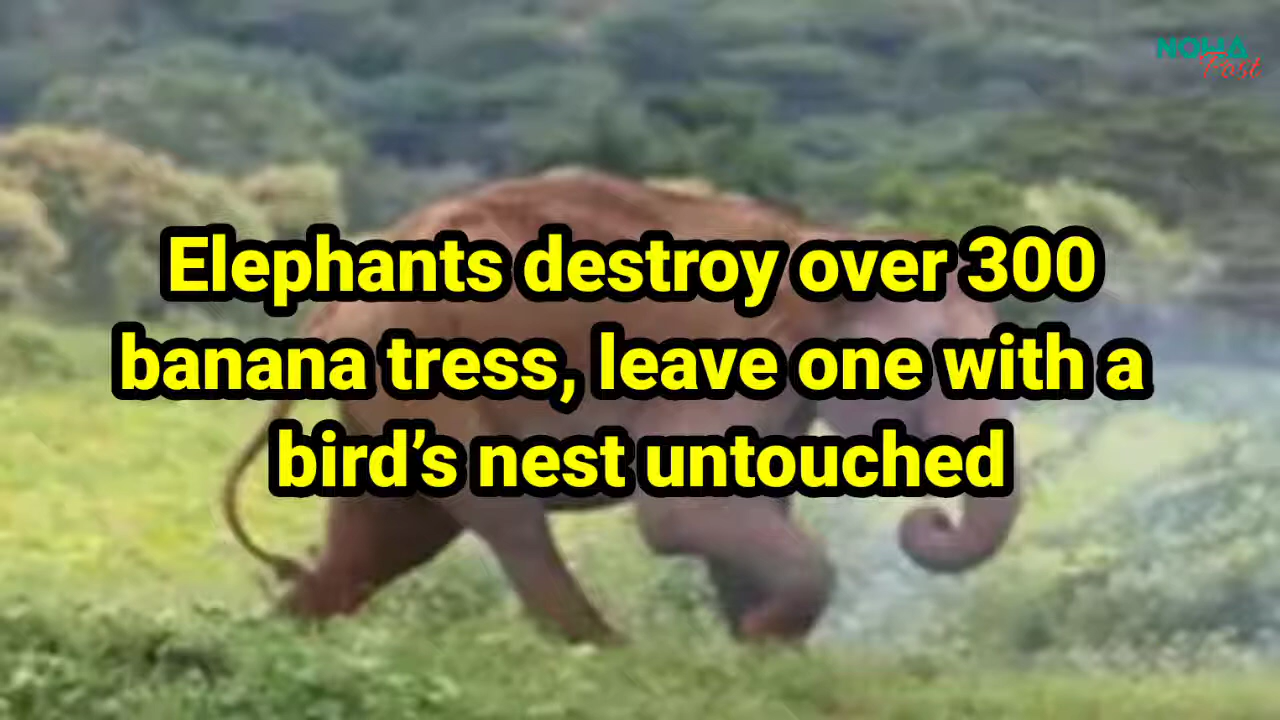 NOHA
Fast
Elephants destroy over 300
banana tress, leave one with a
bird’s nest untouched